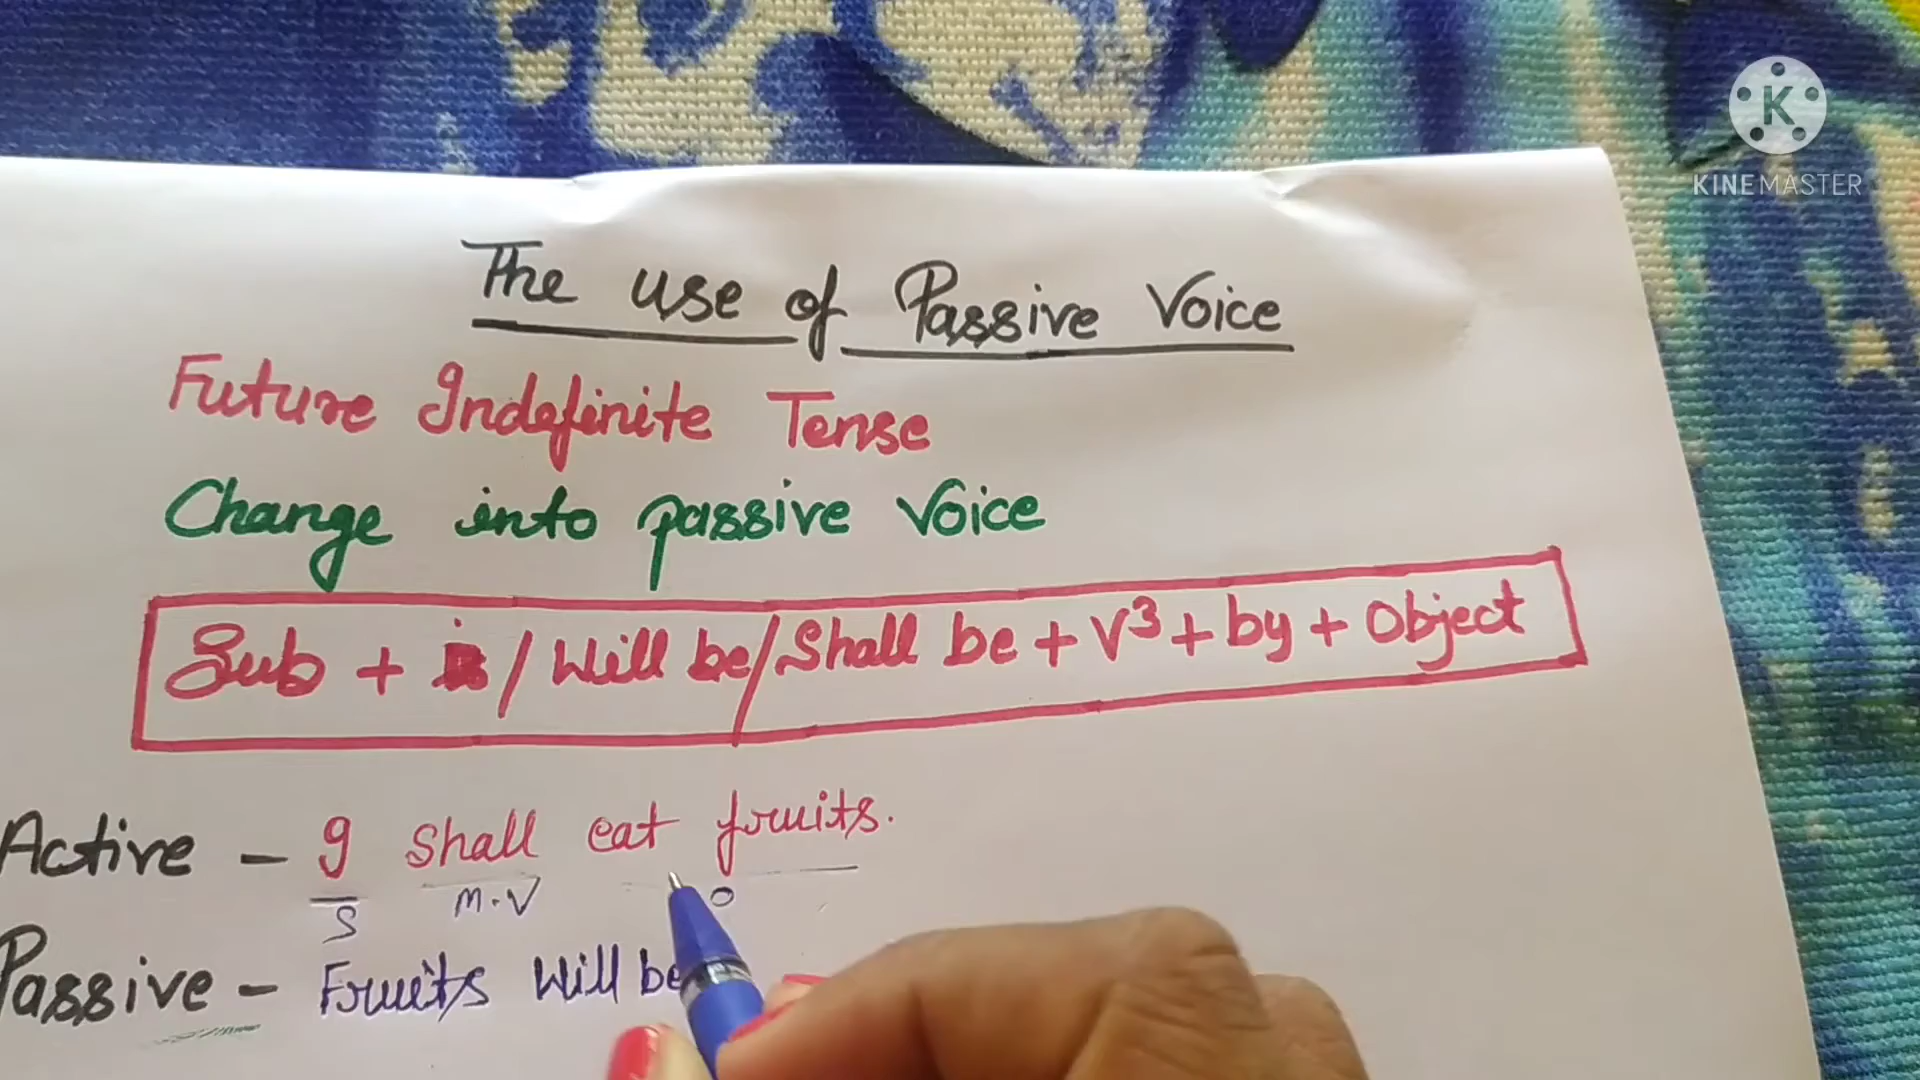 K
KINEMASTER
The use of Passive Voice
Future Indefinite Tense
Change into passive Voice
Sub + / Will be/Shall be + V³ + by + Object
Active - I Shall eat fruits.
S M.V O
Passive - Fruits Will be